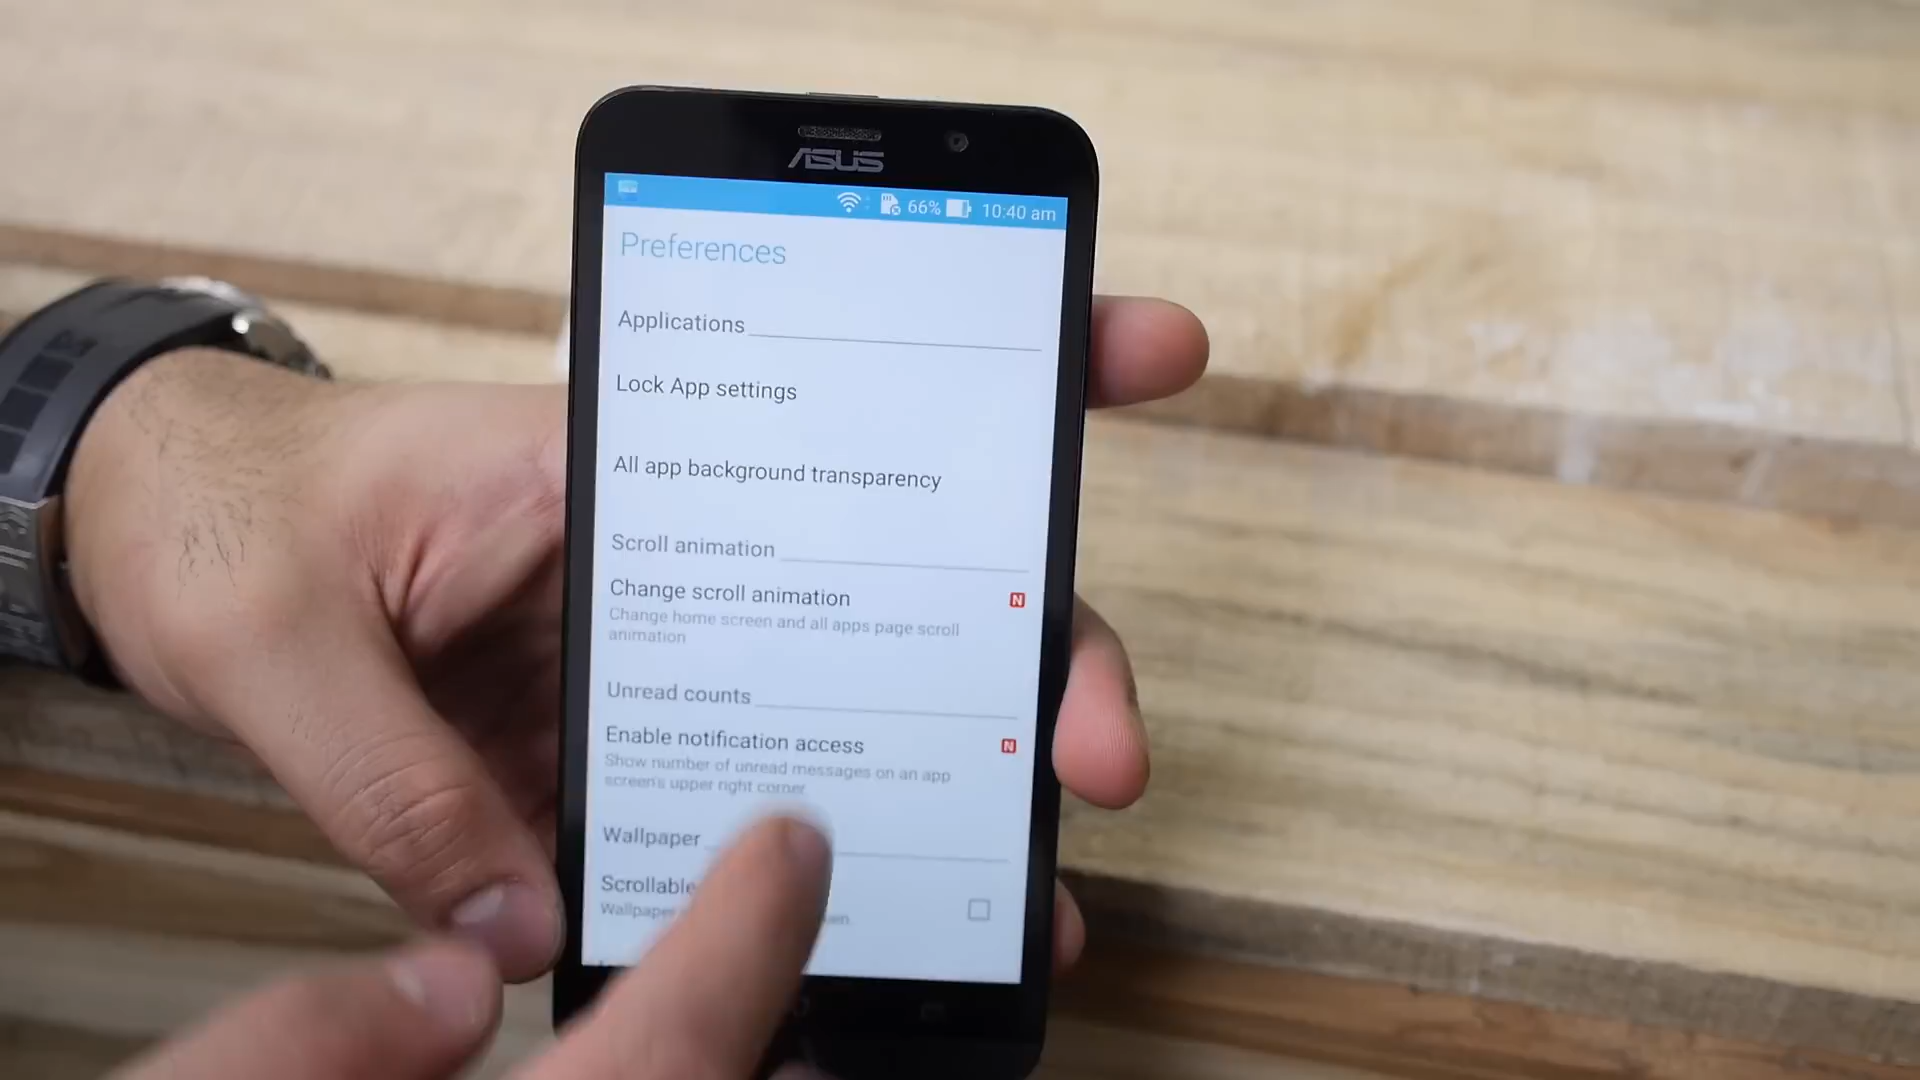 ASUS
66% 10:40 am
Preferences
Applications
Lock App settings
All app background transparency
Scroll animation
Change scroll animation
N
Change home screen and all apps page scroll
animation
Unread counts
Enable notification access
N
Show number of unread messages on an app
screen's upper right corner
Wallpaper
Scrollable
Wallpaper